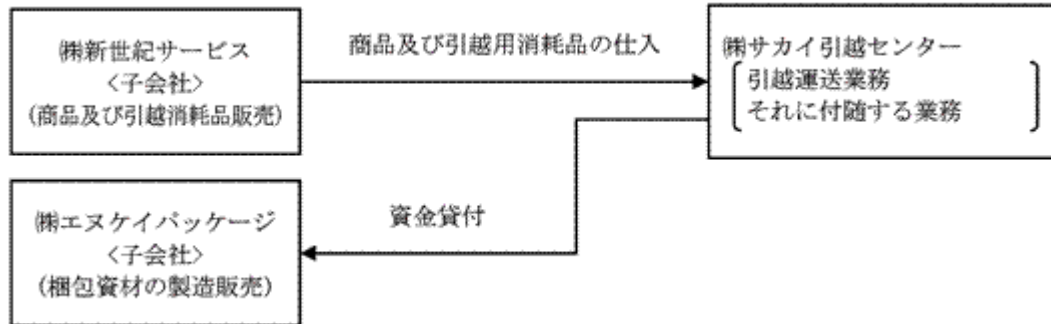 ㈱新世紀サービス
<子会社>
(商品及び引越消耗品販売)
商品及び引越用消耗品の仕入
㈱サカイ引越センター
引越運送業務
それに付随する業務
㈱エヌケイパッケージ
<子会社>
(梱包資材の製造販売)
資金貸付